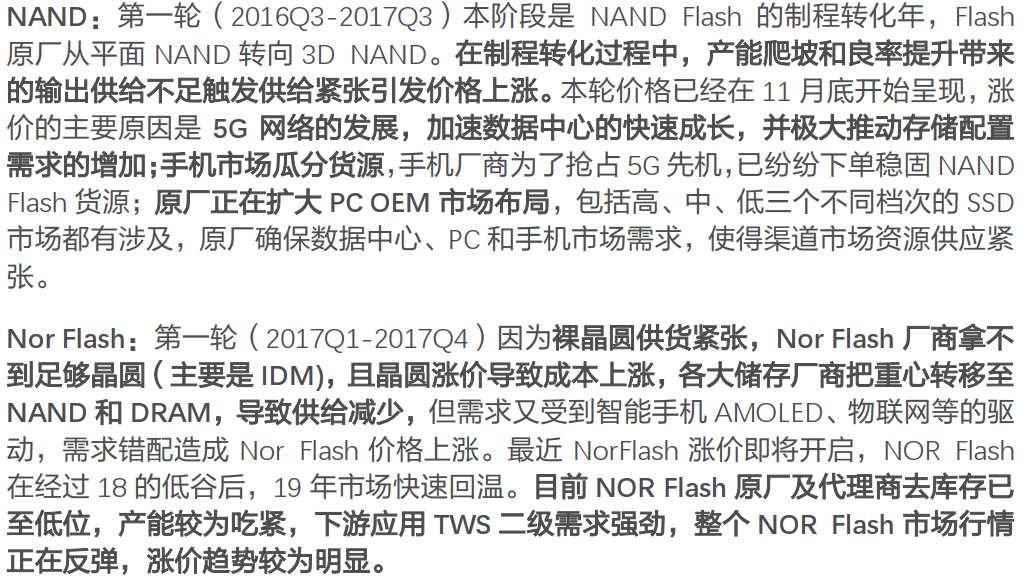 NAND：第一轮（2016Q3-2017Q3）本阶段是 NAND Flash 的制程转化年，Flash
原厂从平面 NAND 转向 3D NAND。在制程转化过程中，产能爬坡和良率提升带来
的输出供给不足触发供给紧张引发价格上涨。本轮价格已经在 11 月底开始呈现，涨
价的主要原因是 5G 网络的发展，加速数据中心的快速成长，并极大推动存储配置
需求的增加；手机市场瓜分货源，手机厂商为了抢占 5G 先机，已纷纷下单稳固 NAND
Flash 货源；原厂正在扩大 PC OEM 市场布局，包括高、中、低三个不同档次的 SSD
市场都有涉及，原厂确保数据中心、PC 和手机市场需求，使得渠道市场资源供应紧
张。
Nor Flash：第一轮（2017Q1-2017Q4）因为裸晶圆供货紧张，Nor Flash 厂商拿不
到足够晶圆（主要是 IDM)，且晶圆涨价导致成本上涨，各大储存厂商把重心转移至
NAND 和 DRAM，导致供给减少，但需求又受到智能手机 AMOLED、物联网等的驱
动，需求错配造成 Nor Flash 价格上涨。最近 NorFlash 涨价即将开启，NOR Flash
在经过 18 的低谷后，19 年市场快速回温。目前 NOR Flash 原厂及代理商去库存已
至低位，产能较为吃紧，下游应用 TWS 二级需求强劲，整个 NOR Flash 市场行情
正在反弹，涨价趋势较为明显。